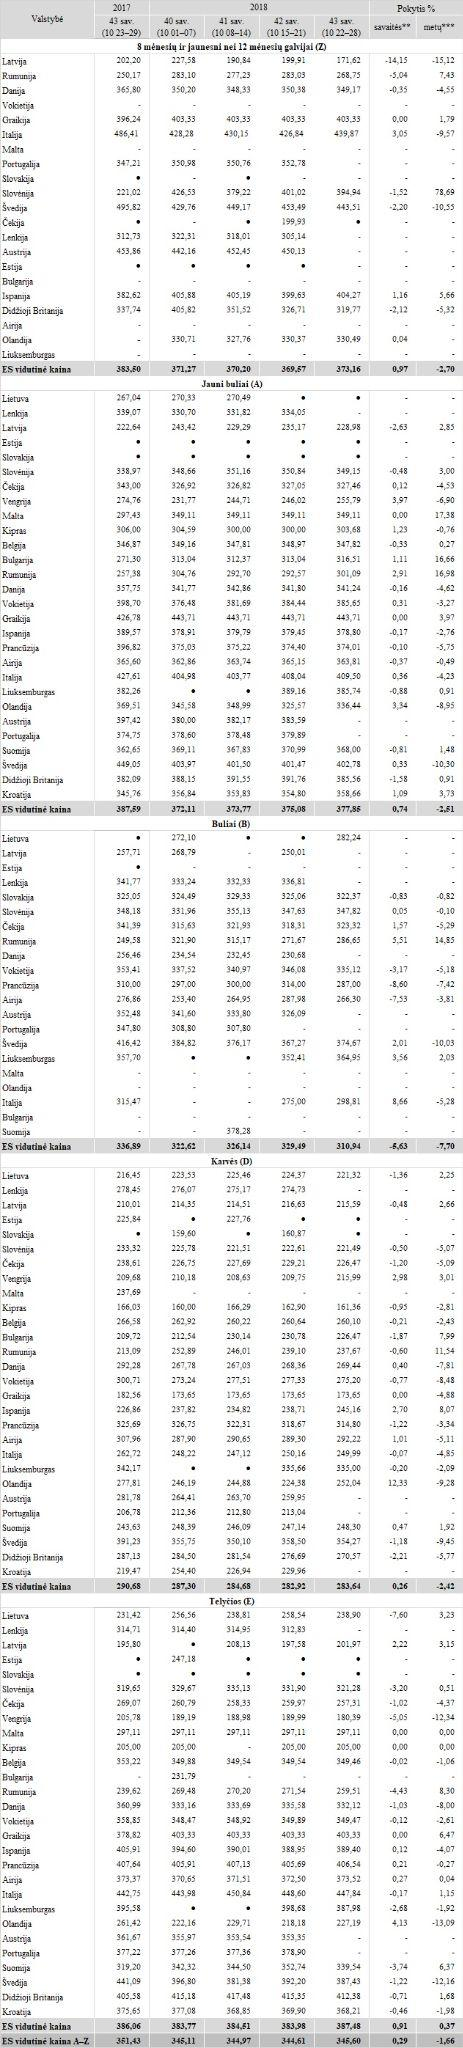 Valstybė 2017 2018 Pokytis %
43 sav. (10 23–29) 40 sav. (10 01–07) 41 sav. (10 08–14) 42 sav. (10 15–21) 43 sav. (10 22–28) savaitės** metų***
8 mėnesių ir jaunesni nei 12 mėnesių galvijai (Z)
Latvija 202,20 227,58 190,84 199,91 171,62 -14,15 -15,12
Rumunija 250,17 283,10 277,23 283,03 268,75 -5,04 7,43
Danija 365,80 350,20 348,33 350,38 349,17 -0,35 -4,55
Vokietija - - - - - - -
Graikija 396,24 403,33 403,33 403,33 403,33 0,00 1,79
Italija 486,41 428,28 430,15 426,84 439,87 3,05 -9,57
Malta - - - - - - -
Portugalija 347,21 350,98 350,76 352,78 - - -
Slovakija ● - ● - - - -
Slovėnija 221,02 426,53 379,22 401,02 394,94 -1,52 78,69
Švedija 495,82 429,76 449,17 453,49 443,51 -2,20 -10,55
Čekija ● - ● 199,93 ● - -
Lenkija 312,73 322,31 318,01 305,14 - - -
Austrija 453,86 442,16 452,45 450,13 - - -
Estija ● ● ● ● - - -
Bulgarija - - - - - - -
Ispanija 382,62 405,88 405,19 399,63 404,27 1,16 5,66
Didžioji Britanija 337,74 405,82 351,52 326,71 319,77 -2,12 -5,32
Airija - - - - - - -
Olandija - 330,71 327,76 330,37 330,49 0,04 -
Liuksemburgas - - - - - - -
ES vidutinė kaina 383,50 371,27 370,20 369,57 373,16 0,97 -2,70
Jauni buliai (A)
Lietuva 267,04 270,33 270,49 ● ● - -
Lenkija 339,07 330,70 331,82 334,05 - - -
Latvija 222,64 243,42 229,29 235,17 228,98 -2,63 2,85
Estija ● ● ● ● ● - -
Slovakija ● ● ● ● ● - -
Slovėnija 338,97 348,66 351,16 350,84 349,15 -0,48 3,00
Čekija 343,00 326,92 326,82 327,05 327,46 0,12 -4,53
Vengrija 274,76 231,77 244,71 246,02 255,79 3,97 -6,90
Malta 297,43 349,11 349,11 349,11 349,11 0,00 17,38
Kipras 306,00 304,59 300,00 300,00 303,68 1,23 -0,76
Belgija 346,87 349,16 347,81 348,97 347,82 -0,33 0,27
Bulgarija 271,30 313,04 312,37 313,04 316,51 1,11 16,66
Rumunija 257,38 304,76 292,70 292,57 301,09 2,91 16,98
Danija 357,75 341,77 342,86 341,80 341,24 -0,16 -4,62
Vokietija 398,70 376,48 381,69 384,44 385,65 0,31 -3,27
Graikija 426,78 443,71 443,71 443,71 443,71 0,00 3,97
Ispanija 389,57 378,91 379,79 379,45 378,80 -0,17 -2,76
Prancūzija 396,82 375,03 375,22 374,40 374,01 -0,10 -5,75
Airija 365,60 362,86 363,74 365,15 363,81 -0,37 -0,49
Italija 427,61 404,98 403,77 408,04 409,50 0,36 -4,23
Liuksemburgas 382,26 ● ● 389,16 385,74 -0,88 0,91
Olandija 369,51 345,58 348,99 325,57 336,44 3,34 -8,95
Austrija 397,42 380,00 382,17 383,59 - - -
Portugalija 374,75 378,60 378,48 379,89 - - -
Suomija 362,65 369,11 367,83 370,99 368,00 -0,81 1,48
Švedija 449,05 403,97 401,50 401,47 402,78 0,33 -10,30
Didžioji Britanija 382,09 388,15 391,55 391,76 385,56 -1,58 0,91
Kroatija 345,76 356,84 353,83 354,80 358,66 1,09 3,73
ES vidutinė kaina 387,59 372,11 373,77 375,08 377,85 0,74 -2,51
Buliai (B)
Lietuva ● 272,10 ● ● 282,24 - -
Latvija 257,71 268,79 - 250,01 - - -
Estija ● - - - - - -
Lenkija 341,77 333,24 332,33 336,81 - - -
Slovakija 325,05 324,49 329,33 325,06 322,37 -0,83 -0,82
Slovėnija 348,18 331,96 355,13 347,63 347,82 0,05 -0,10
Čekija 341,39 315,63 321,93 318,31 323,32 1,57 -5,29
Rumunija 249,58 321,90 315,17 271,67 286,65 5,51 14,85
Danija 256,46 234,54 232,45 230,68 - - -
Vokietija 353,41 337,52 340,97 346,08 335,12 -3,17 -5,18
Prancūzija 310,00 297,00 300,00 314,00 287,00 -8,60 -7,42
Airija 276,86 253,40 264,95 287,98 266,30 -7,53 -3,81
Austrija 352,48 341,60 333,80 326,09 - - -
Portugalija 347,80 308,80 307,80 - - - -
Švedija 416,42 384,82 376,17 367,27 374,67 2,01 -10,03
Liuksemburgas 357,70 ● ● 352,41 364,95 3,56 2,03
Malta - - - - - - -
Olandija - - - - - - -
Italija 315,47 - - 275,00 298,81 8,66 -5,28
Bulgarija - - - - - - -
Suomija - - 378,28 - - - -
ES vidutinė kaina 336,89 322,62 326,14 329,49 310,94 -5,63 -7,70
Karvės (D)
Lietuva 216,45 223,53 225,46 224,37 221,32 -1,36 2,25
Lenkija 278,45 276,07 275,17 274,73 - - -
Latvija 210,01 214,35 214,51 216,63 215,59 -0,48 2,66
Estija 225,84 ● 227,76 ● ● - -
Slovakija ● 159,60 ● 160,87 ● - -
Slovėnija 233,32 225,78 221,51 222,61 221,49 -0,50 -5,07
Čekija 238,61 226,75 227,69 229,21 226,47 -1,20 -5,09
Vengrija 209,68 210,18 208,63 209,75 215,99 2,98 3,01
Malta 237,69 - - - - - -
Kipras 166,03 160,00 166,29 162,90 161,36 -0,95 -2,81
Belgija 266,58 262,92 260,22 260,64 260,10 -0,21 -2,43
Bulgarija 209,72 212,54 230,14 230,78 226,47 -1,87 7,99
Rumunija 213,09 252,89 246,01 239,10 237,67 -0,60 11,54
Danija 292,28 267,78 267,03 268,36 269,44 0,40 -7,81
Vokietija 300,71 273,24 277,51 277,33 275,20 -0,77 -8,48
Graikija 182,56 173,65 173,65 173,65 173,65 0,00 -4,88
Ispanija 226,86 237,82 234,82 238,71 245,16 2,70 8,07
Prancūzija 325,69 326,75 322,31 318,67 314,80 -1,22 -3,34
Airija 307,96 287,90 290,65 289,30 292,22 1,01 -5,11
Italija 262,72 248,22 247,12 250,16 249,99 -0,07 -4,85
Liuksemburgas 342,17 ● ● 335,66 335,00 -0,20 -2,09
Olandija 277,81 246,19 244,88 224,38 252,04 12,33 -9,28
Austrija 281,78 264,41 263,70 259,95 - - -
Portugalija 206,78 212,36 212,80 213,04 - - -
Suomija 243,63 248,39 246,09 247,14 248,30 0,47 1,92
Švedija 391,23 355,75 350,10 358,50 354,27 -1,18 -9,45
Didžioji Britanija 287,13 284,50 281,54 276,69 270,57 -2,21 -5,77
Kroatija 219,47 254,40 226,94 229,96 - - -
ES vidutinė kaina 290,68 287,30 284,68 282,92 283,64 0,26 -2,42
Telyčios (E)
Lietuva 231,42 256,56 238,81 258,54 238,90 -7,60 3,23
Lenkija 314,71 314,40 314,95 312,83 - - -
Latvija 195,80 ● 208,13 197,58 201,97 2,22 3,15
Estija ● 247,18 ● ● ● - -
Slovakija ● ● ● ● ● - -
Slovėnija 319,65 329,67 335,13 331,90 321,28 -3,20 0,51
Čekija 269,07 260,79 258,33 259,97 257,31 -1,02 -4,37
Vengrija 205,78 189,19 188,98 189,99 180,39 -5,05 -12,34
Malta 297,11 297,11 297,11 297,11 297,11 0,00 0,00
Kipras 205,00 205,00 - 205,00 205,00 0,00 0,00
Belgija 353,22 349,88 349,54 349,54 349,46 -0,02 -1,06
Bulgarija - 231,79 - - - - -
Rumunija 239,62 269,48 270,20 271,54 259,51 -4,43 8,30
Danija 360,99 333,16 333,69 335,58 332,12 -1,03 -8,00
Vokietija 358,85 348,47 348,92 349,89 349,47 -0,12 -2,61
Graikija 378,82 403,33 403,33 403,33 403,33 0,00 6,47
Ispanija 405,91 394,60 390,01 388,95 389,40 0,12 -4,07
Prancūzija 407,64 405,91 407,13 405,69 406,54 0,21 -0,27
Airija 373,37 370,65 371,51 372,50 373,52 0,27 0,04
Italija 442,75 443,98 450,84 448,60 447,84 -0,17 1,15
Liuksemburgas 395,58 ● ● 398,68 387,98 -2,68 -1,92
Olandija 261,42 222,16 229,71 218,18 227,19 4,13 -13,09
Austrija 361,67 355,97 353,54 353,35 - - -
Portugalija 377,22 377,26 377,36 378,90 - - -
Suomija 319,20 342,32 344,50 352,74 339,54 -3,74 6,37
Švedija 441,09 396,80 381,38 392,20 387,43 -1,22 -12,16
Didžioji Britanija 405,58 415,18 417,48 415,35 412,38 -0,71 1,68
Kroatija 375,65 377,08 368,85 369,90 368,21 -0,46 -1,98
ES vidutinė kaina 386,06 383,77 384,51 383,98 387,48 0,91 0,37
ES vidutinė kaina A–Z 351,43 345,11 344,97 344,61 345,60 0,29 -1,66